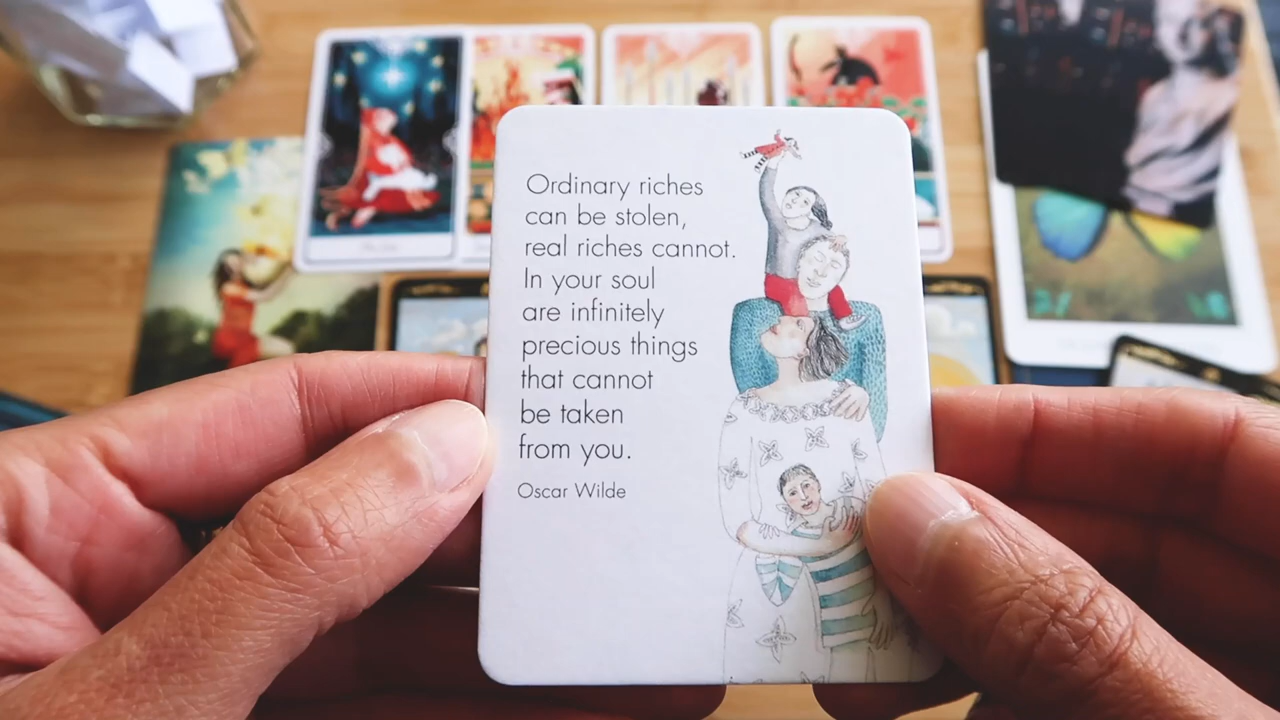 Ordinary riches
can be stolen,
real riches cannot.
In your soul
are infinitely
precious things
that cannot
be taken
from you.
Oscar Wilde